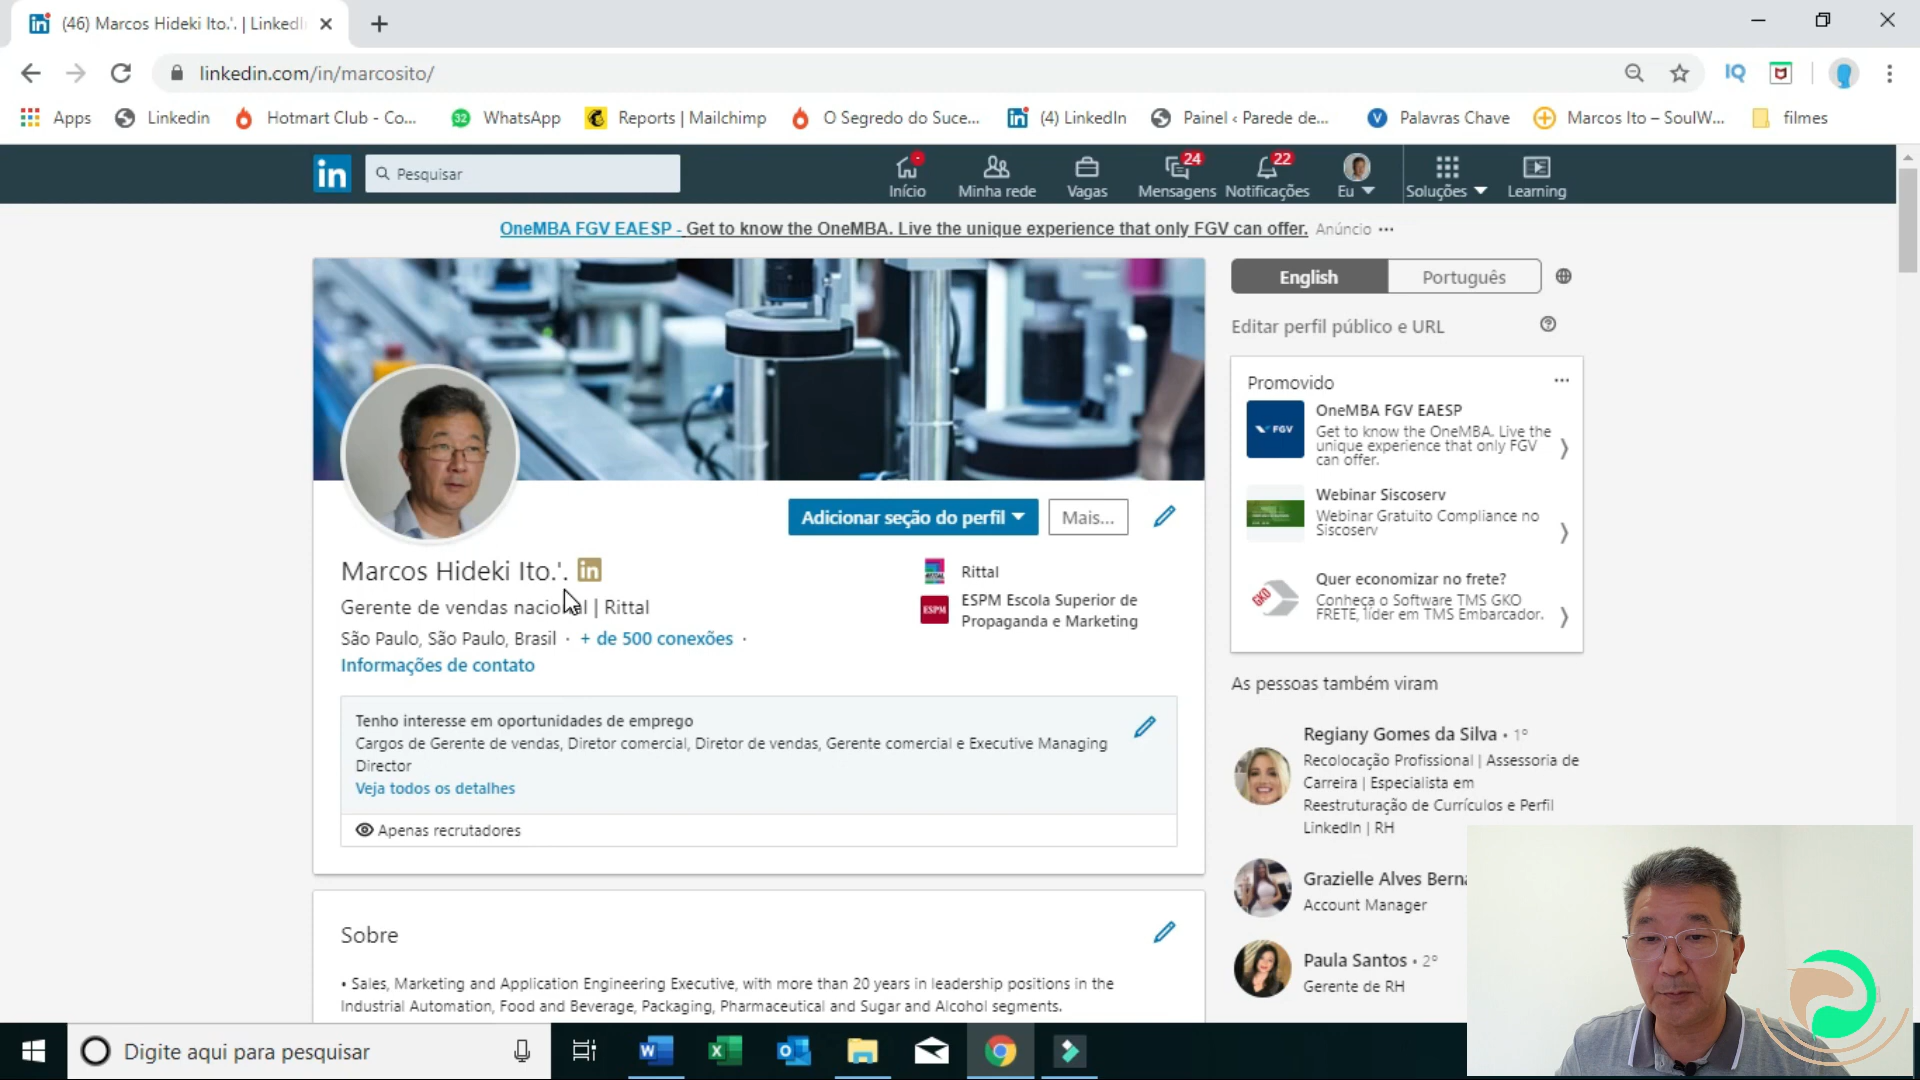 (46) Marcos Hideki Ito.'. | LinkedI
linkedin.com/in/marcosito/
IQ
Apps
Linkedin
Hotmart Club - Co...
32
WhatsApp
Reports | Mailchimp
O Segredo do Suce...
(4) LinkedIn
Painel ‹ Parede de...
V
Palavras Chave
Marcos Ito – SoulW...
filmes
in
Pesquisar
Início
Minha rede
Vagas
24
Mensagens
22
Notificações
Eu
Soluções
Learning
OneMBA FGV EAESP - Get to know the OneMBA. Live the unique experience that only FGV can offer.
Anúncio
Adicionar seção do perfil
Mais...
Marcos Hideki Ito.'. in
Gerente de vendas nacional | Rittal
São Paulo, São Paulo, Brasil · + de 500 conexões ·
Informações de contato
Rittal
ESPM
ESPM Escola Superior de
Propaganda e Marketing
Tenho interesse em oportunidades de emprego
Cargos de Gerente de vendas, Diretor comercial, Diretor de vendas, Gerente comercial e Executive Managing
Director
Veja todos os detalhes
Apenas recrutadores
Sobre
• Sales, Marketing and Application Engineering Executive, with more than 20 years in leadership positions in the
Industrial Automation, Food and Beverage, Packaging, Pharmaceutical and Sugar and Alcohol segments.
English
Português
Editar perfil público e URL
Promovido
FGV
OneMBA FGV EAESP
Get to know the OneMBA. Live the
unique experience that only FGV
can offer.
Webinar Siscoserv
Webinar Gratuito Compliance no
Siscoserv
GKO
Quer economizar no frete?
Conheça o Software TMS GKO
FRETE, líder em TMS Embarcador.
As pessoas também viram
Regiany Gomes da Silva • 1º
Recolocação Profissional | Assessoria de
Carreira | Especialista em
Reestruturação de Currículos e Perfil
LinkedIn | RH
Grazielle Alves Berna
Account Manager
Paula Santos • 2º
Gerente de RH
Digite aqui para pesquisar